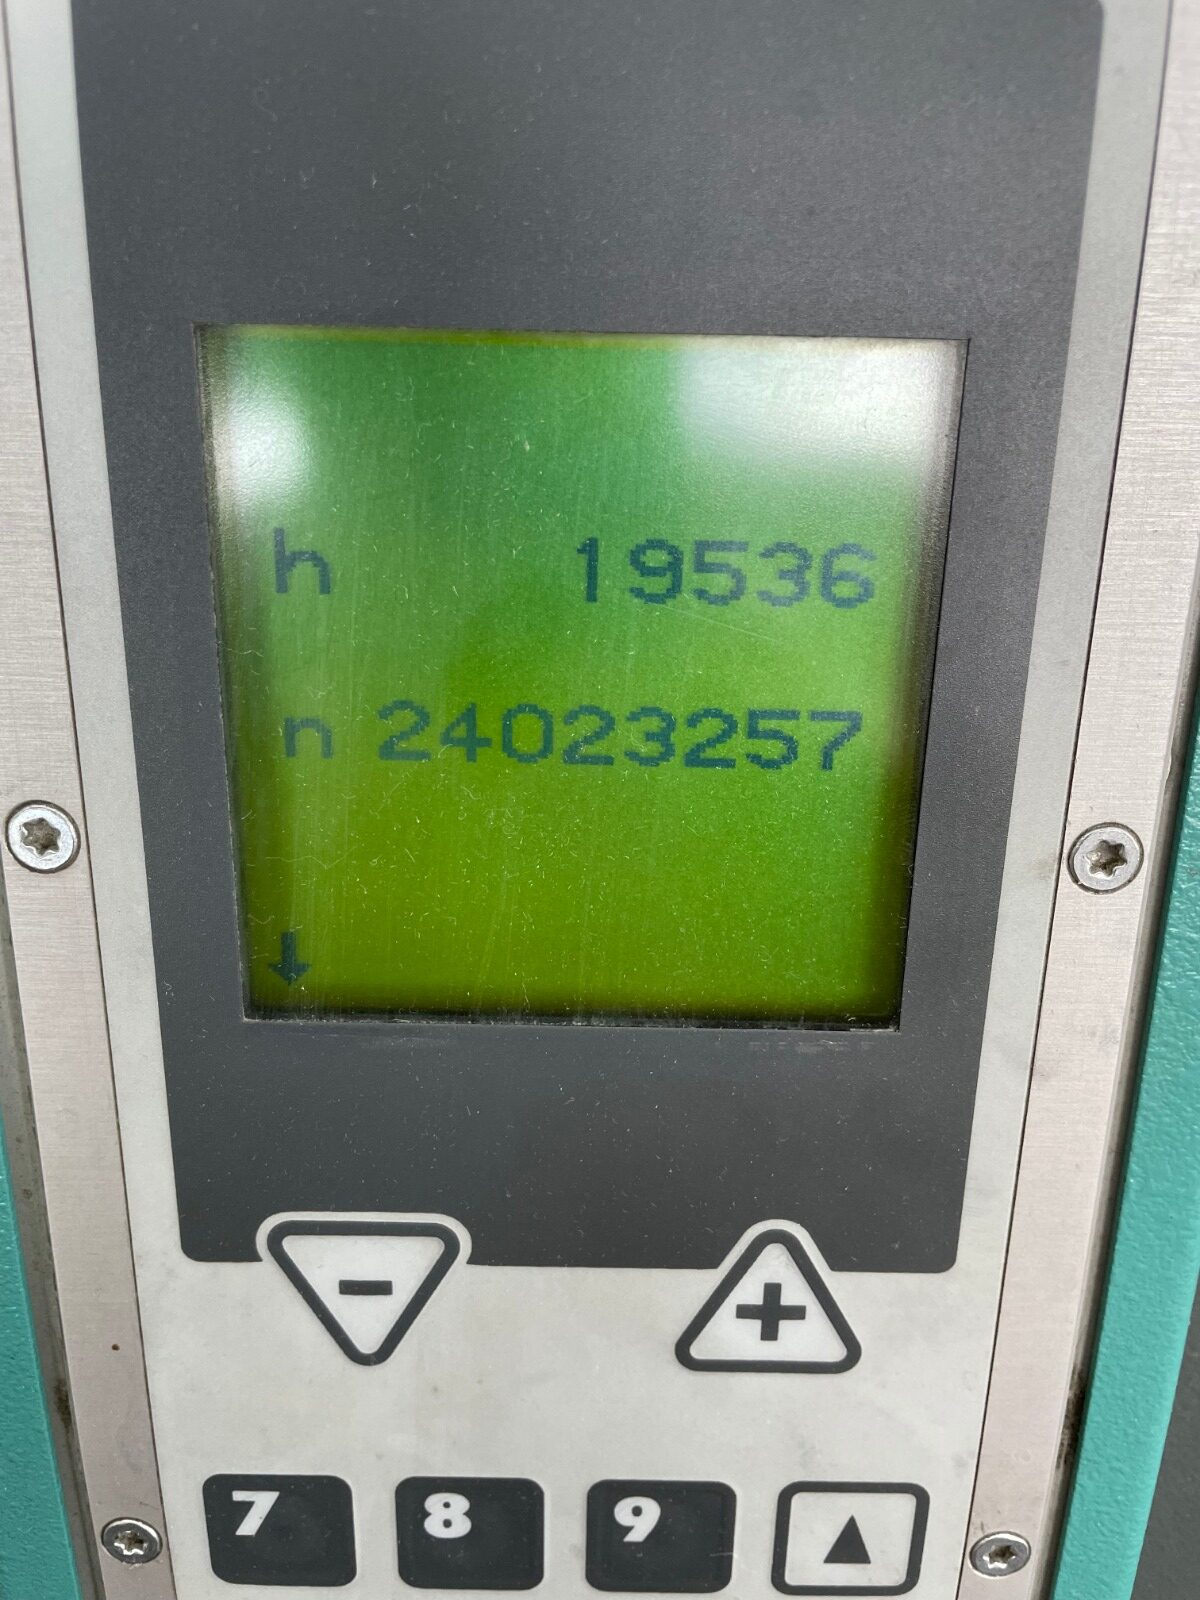 h 19536
n 24023257
↓
- +
7 8 9 ▲